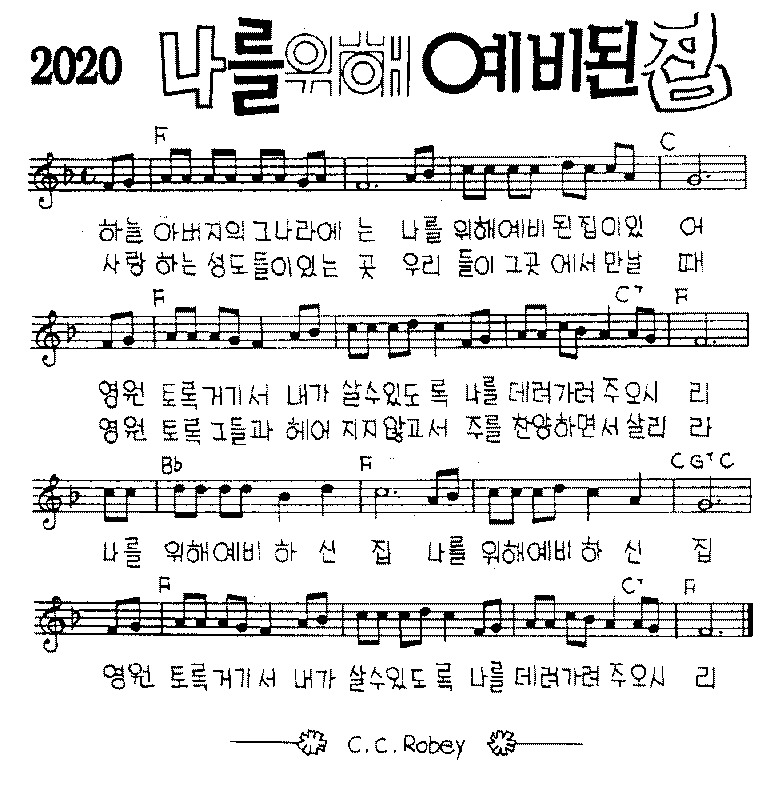 2020 나를위해 예비된집
F C
하늘 아버지의 그나라에 는 나를 위해예비 된집이있 어
사랑 하는 성도들이있는 곳 우리 들이 그곳 에서 만날 때
F C7 F
영원 토록 거기서 내가 살수있도 록 나를 데려가려 주오시 리
영원 토록 그들과 헤어 지지않고서 주를 찬양하면서 살리 라
Bb F C G7 C
나를 위해예비 하 신 집 나를 위해예비 하 신 집
F C7 F
영원 토록거기서 내가 살수있도 록 나를 데려가려 주오시 리
C.C.Robey